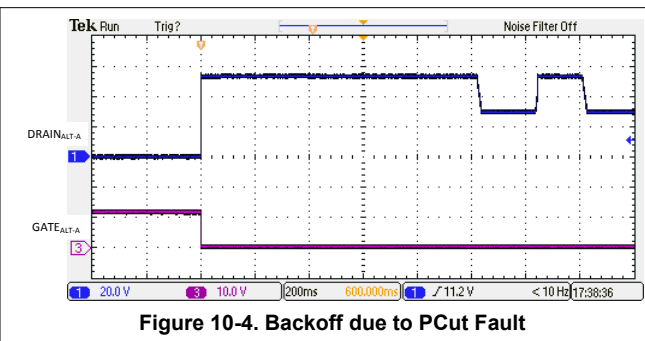 Tek Run Trig? Noise Filter Off
T
T
DRAINALT-A
1
GATEALT-A
3
1 20.0 V 3 10.0 V 200ms 600.000ms 1 ∫ 11.2 V < 10 Hz 17:38:36
Figure 10-4. Backoff due to PCut Fault